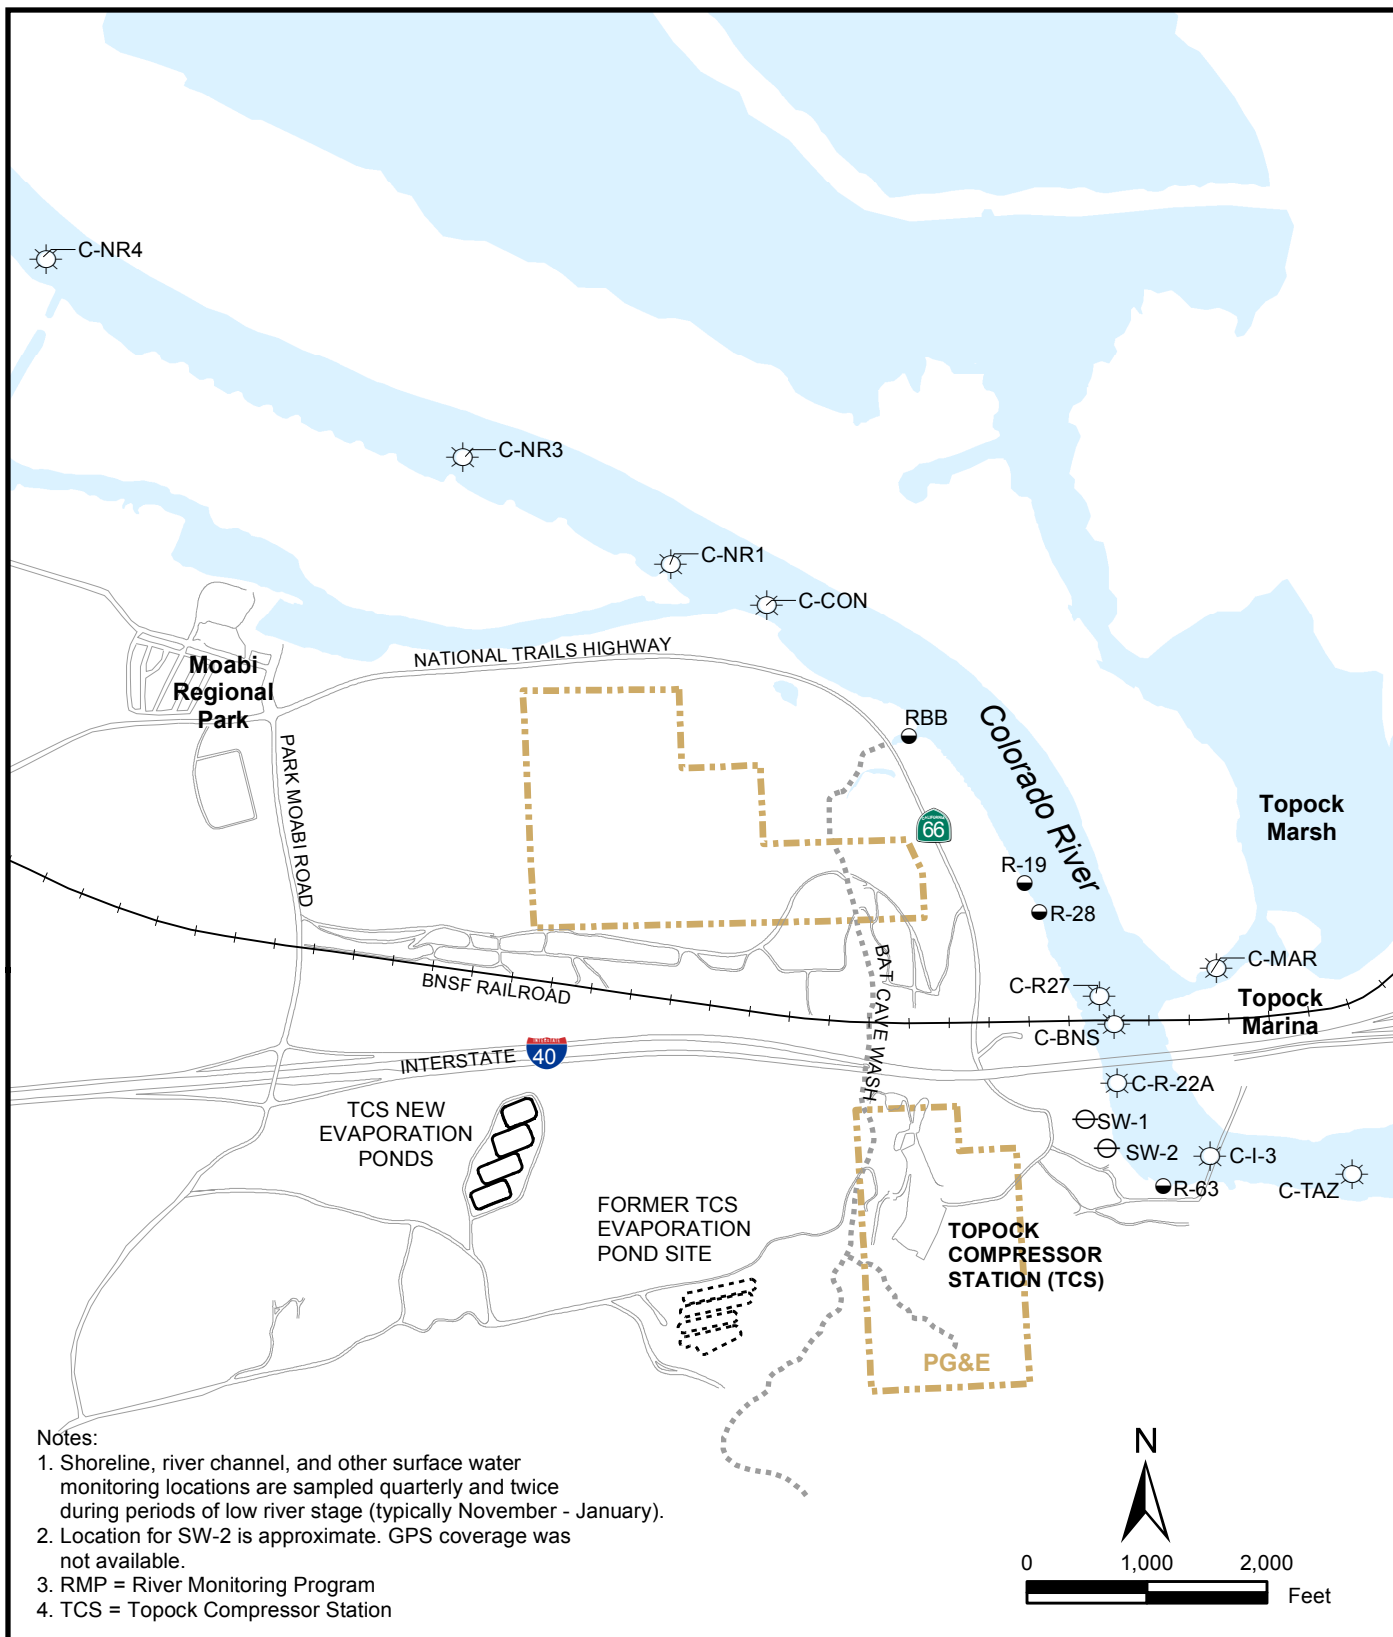 C-NR4
C-NR3
C-NR1
C-CON
NATIONAL TRAILS HIGHWAY
Moabi
Regional
Park
PARK MOABI ROAD
RBB
Colorado River
CALIFORNIA
66
Topock
Marsh
R-19
R-28
BAT CAVE WASH
C-MAR
C-R27
Topock
Marina
BNSF RAILROAD
C-BNS
INTERSTATE
INTERSTATE
40
C-R-22A
TCS NEW
EVAPORATION
PONDS
SW-1
SW-2
C-I-3
R-63
C-TAZ
FORMER TCS
EVAPORATION
POND SITE
TOPOCK
COMPRESSOR
STATION (TCS)
PG&E
Notes:
1. Shoreline, river channel, and other surface water
monitoring locations are sampled quarterly and twice
during periods of low river stage (typically November - January).
2. Location for SW-2 is approximate. GPS coverage was
not available.
3. RMP = River Monitoring Program
4. TCS = Topock Compressor Station
N
0 1,000 2,000
Feet